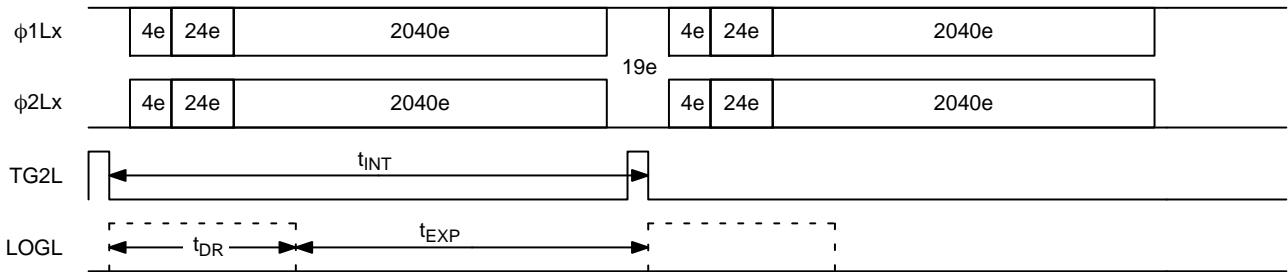 ϕ1Lx 4e 24e 2040e 4e 24e 2040e
19e
ϕ2Lx 4e 24e 2040e 4e 24e 2040e
TG2L tINT
LOGL tDR tEXP